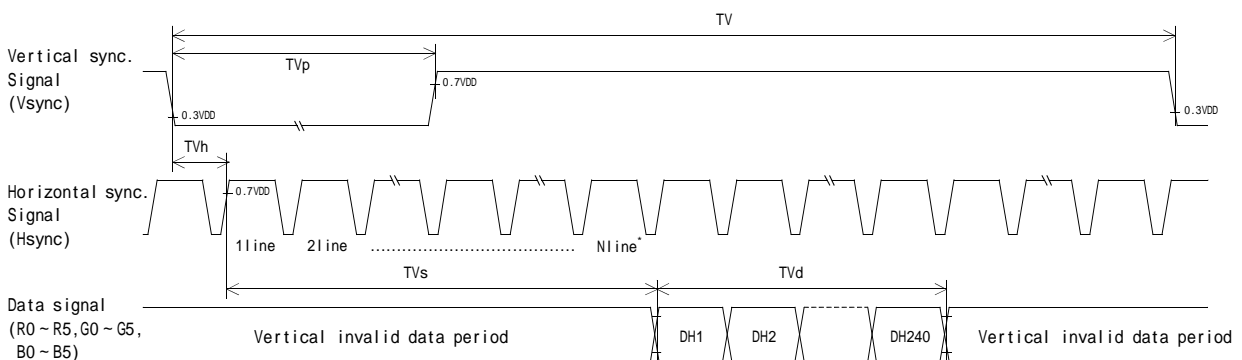 TV
Vertical sync.
Signal
(Vsync)
TVp
0.7VDD
0.3VDD
0.3VDD
TVh
Horizontal sync.
Signal
(Hsync)
0.7VDD
1line 2line ...................................... Nline*
TVs TVd
Data signal
(R0~R5,G0~G5,
B0~B5)
Vertical invalid data period DH1 DH2 DH240 Vertical invalid data period